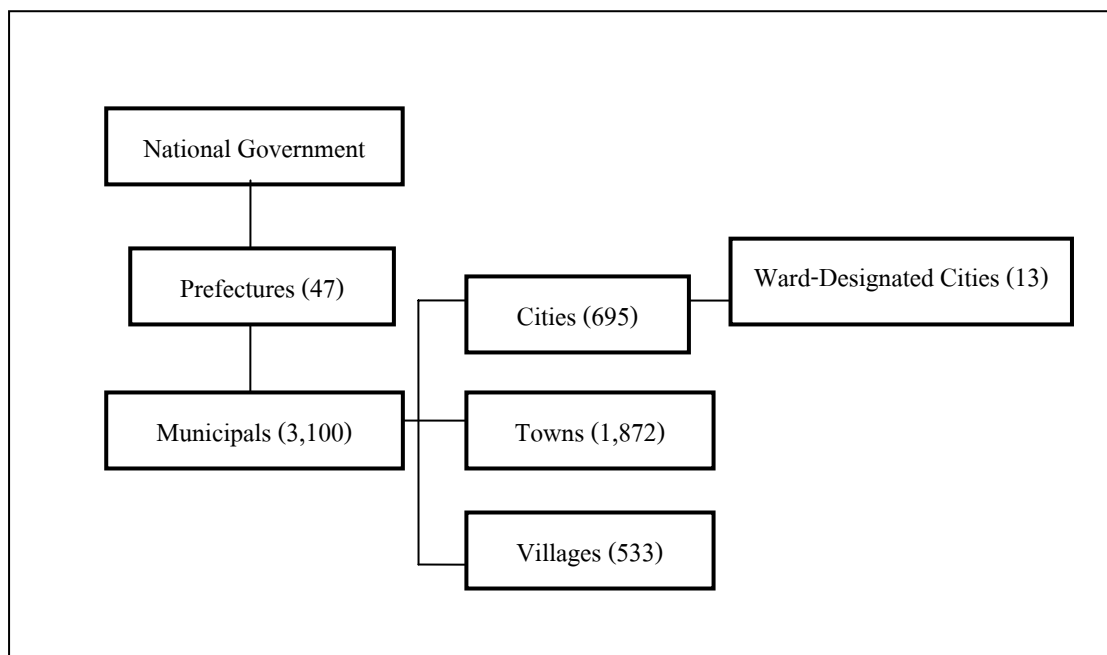 National Government
Prefectures (47)
Municipals (3,100)
Cities (695)
Towns (1,872)
Villages (533)
Ward-Designated Cities (13)